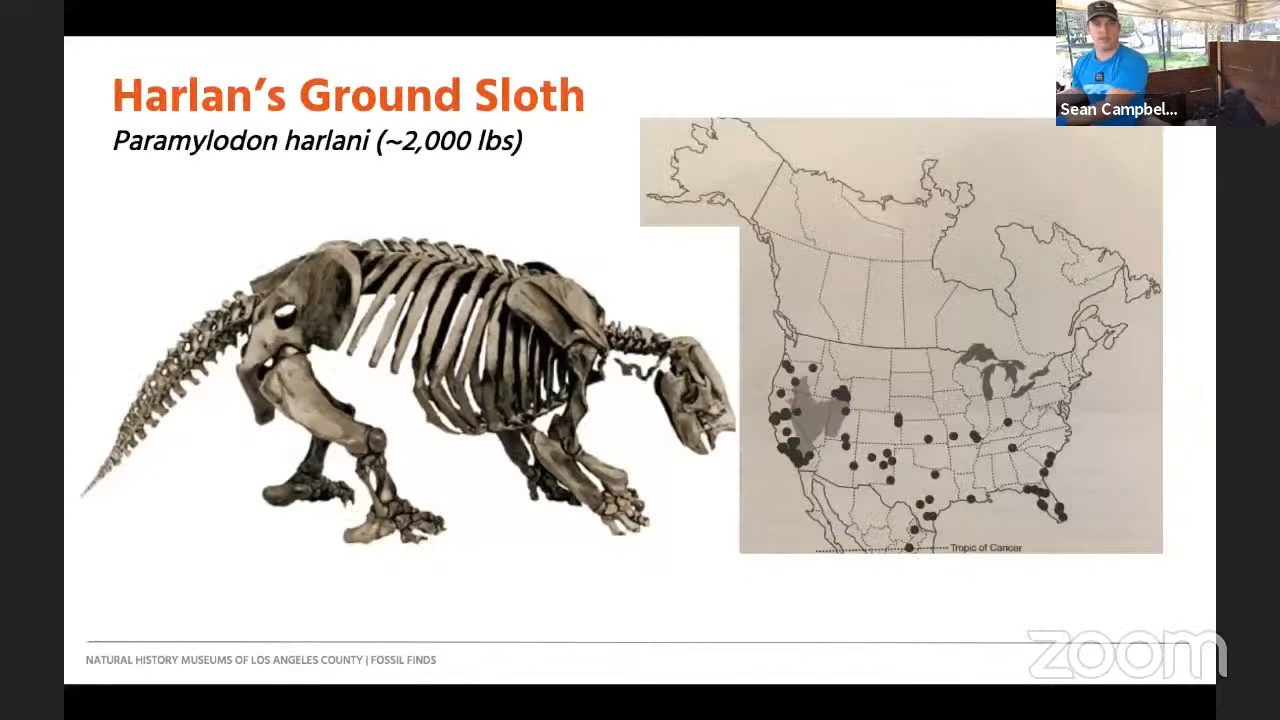 Harlan's Ground Sloth
Paramylodon harlani (~2,000 lbs)
Sean Campbel...
Tropic of Cancer
NATURAL HISTORY MUSEUMS OF LOS ANGELES COUNTY | FOSSIL FINDS
zoom